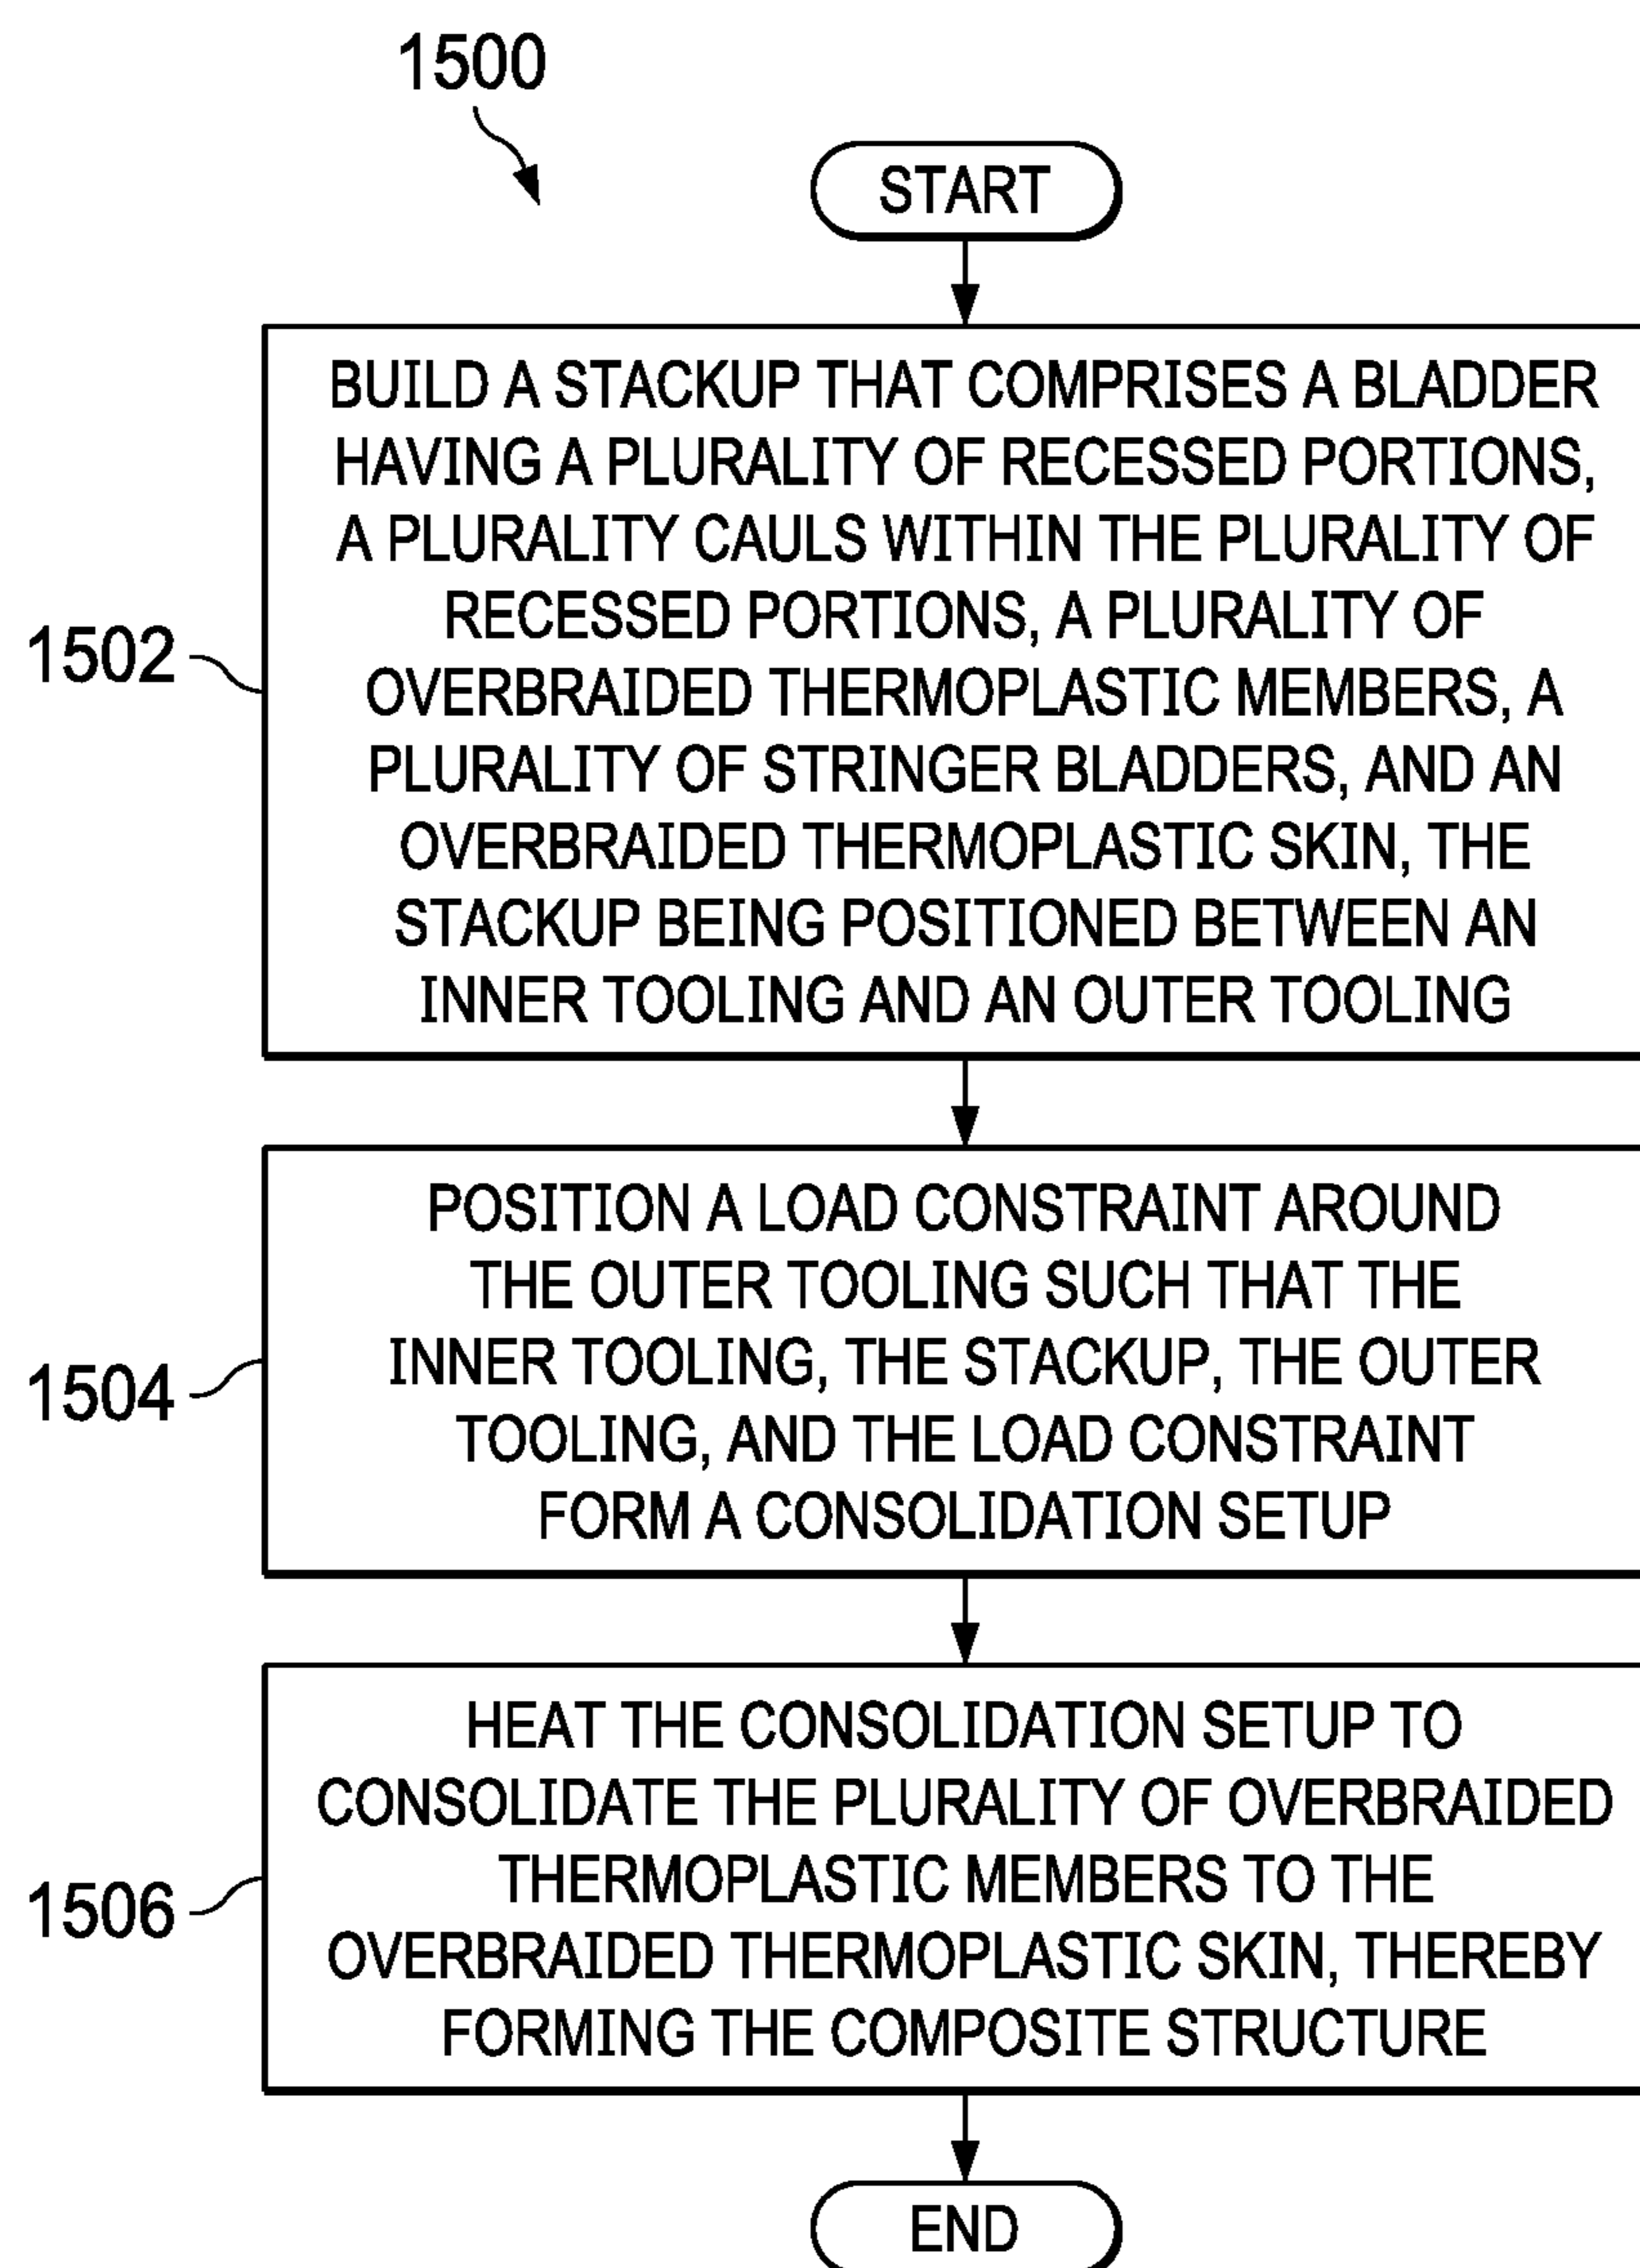 1500
START
BUILD A STACKUP THAT COMPRISES A BLADDER
HAVING A PLURALITY OF RECESSED PORTIONS,
A PLURALITY CAULS WITHIN THE PLURALITY OF
RECESSED PORTIONS, A PLURALITY OF
OVERBRAIDED THERMOPLASTIC MEMBERS, A
PLURALITY OF STRINGER BLADDERS, AND AN
OVERBRAIDED THERMOPLASTIC SKIN, THE
STACKUP BEING POSITIONED BETWEEN AN
INNER TOOLING AND AN OUTER TOOLING
1502
POSITION A LOAD CONSTRAINT AROUND
THE OUTER TOOLING SUCH THAT THE
INNER TOOLING, THE STACKUP, THE OUTER
TOOLING, AND THE LOAD CONSTRAINT
FORM A CONSOLIDATION SETUP
1504
HEAT THE CONSOLIDATION SETUP TO
CONSOLIDATE THE PLURALITY OF OVERBRAIDED
THERMOPLASTIC MEMBERS TO THE
OVERBRAIDED THERMOPLASTIC SKIN, THEREBY
FORMING THE COMPOSITE STRUCTURE
1506
END